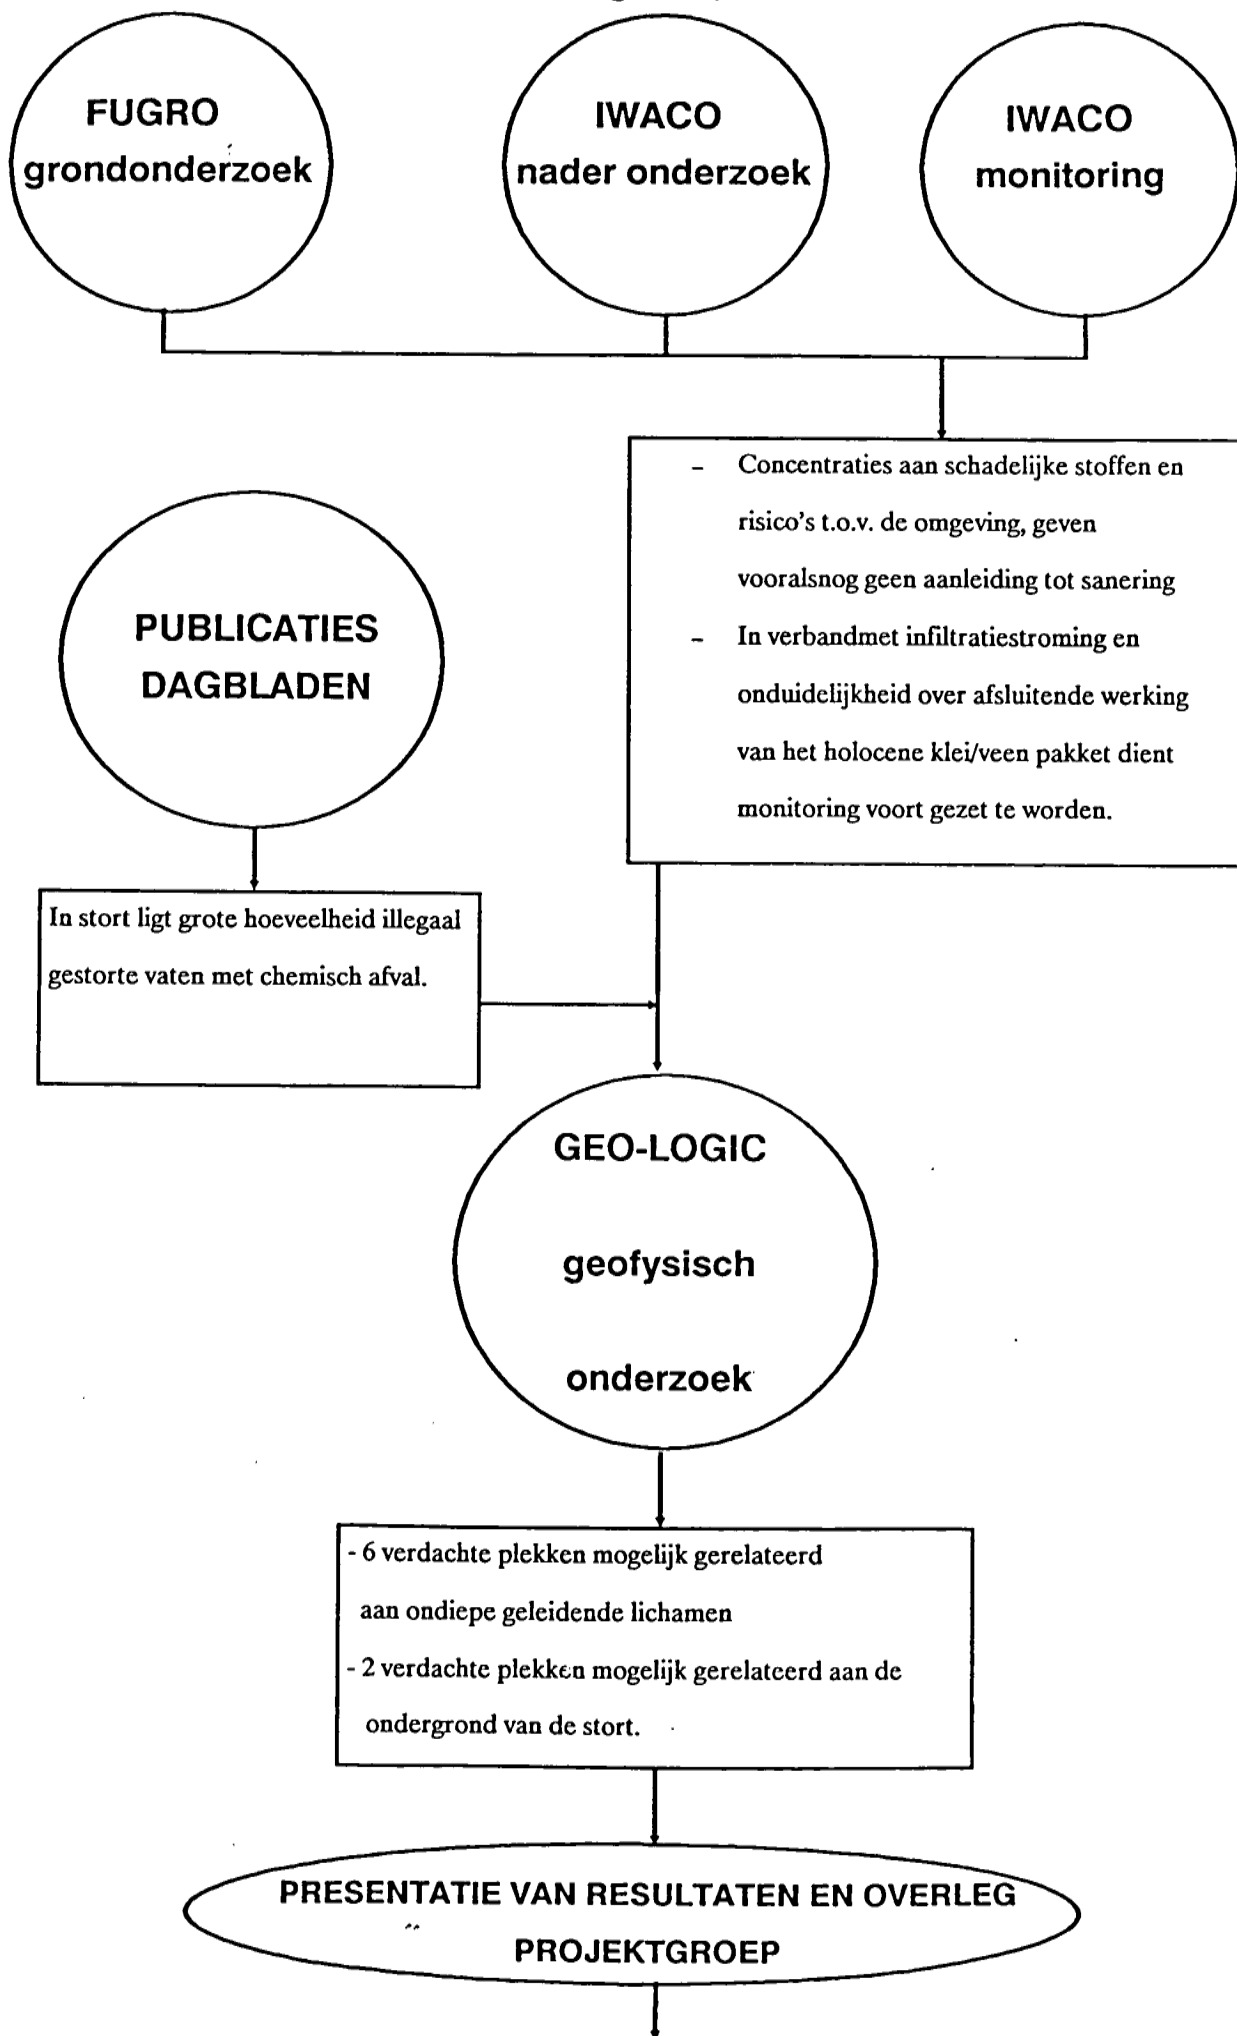 FUGRO
grondonderzoek
IWACO
nader onderzoek
IWACO
monitoring
- Concentraties aan schadelijke stoffen en
risico's t.o.v. de omgeving, geven
vooralsnog geen aanleiding tot sanering
- In verbandmet infiltratiestroming en
onduidelijkheid over afsluitende werking
van het holocene klei/veen pakket dient
monitoring voort gezet te worden.
PUBLICATIES
DAGBLADEN
In stort ligt grote hoeveelheid illegaal
gestorte vaten met chemisch afval.
GEO-LOGIC
geofysisch
onderzoek
- 6 verdachte plekken mogelijk gerelateerd
aan ondiepe geleidende lichamen
- 2 verdachte plekken mogelijk gerelateerd aan de
ondergrond van de stort.
PRESENTATIE VAN RESULTATEN EN OVERLEG
PROJEKTGROEP